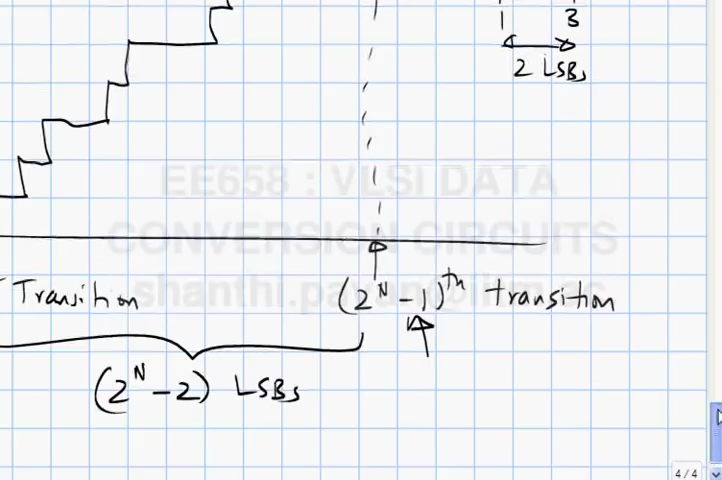 1 3
2 LSBs
EE658 : VLSI DATA
CONVERSION CIRCUITS
Transition (2^N - 1)^th transition
(2^N - 2) LSBs
4/4